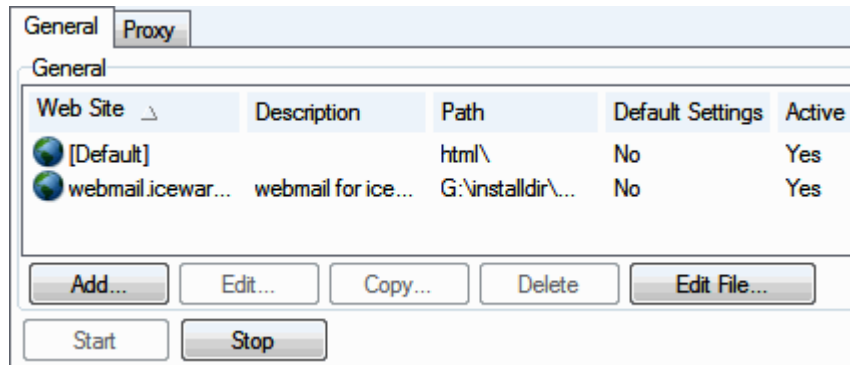 General Proxy
General
Web Site Description Path Default Settings Active
[Default] html\ No Yes
webmail.icewar... webmail for ice... G:\installdir\... No Yes
Add... Edit... Copy... Delete Edit File...
Start Stop